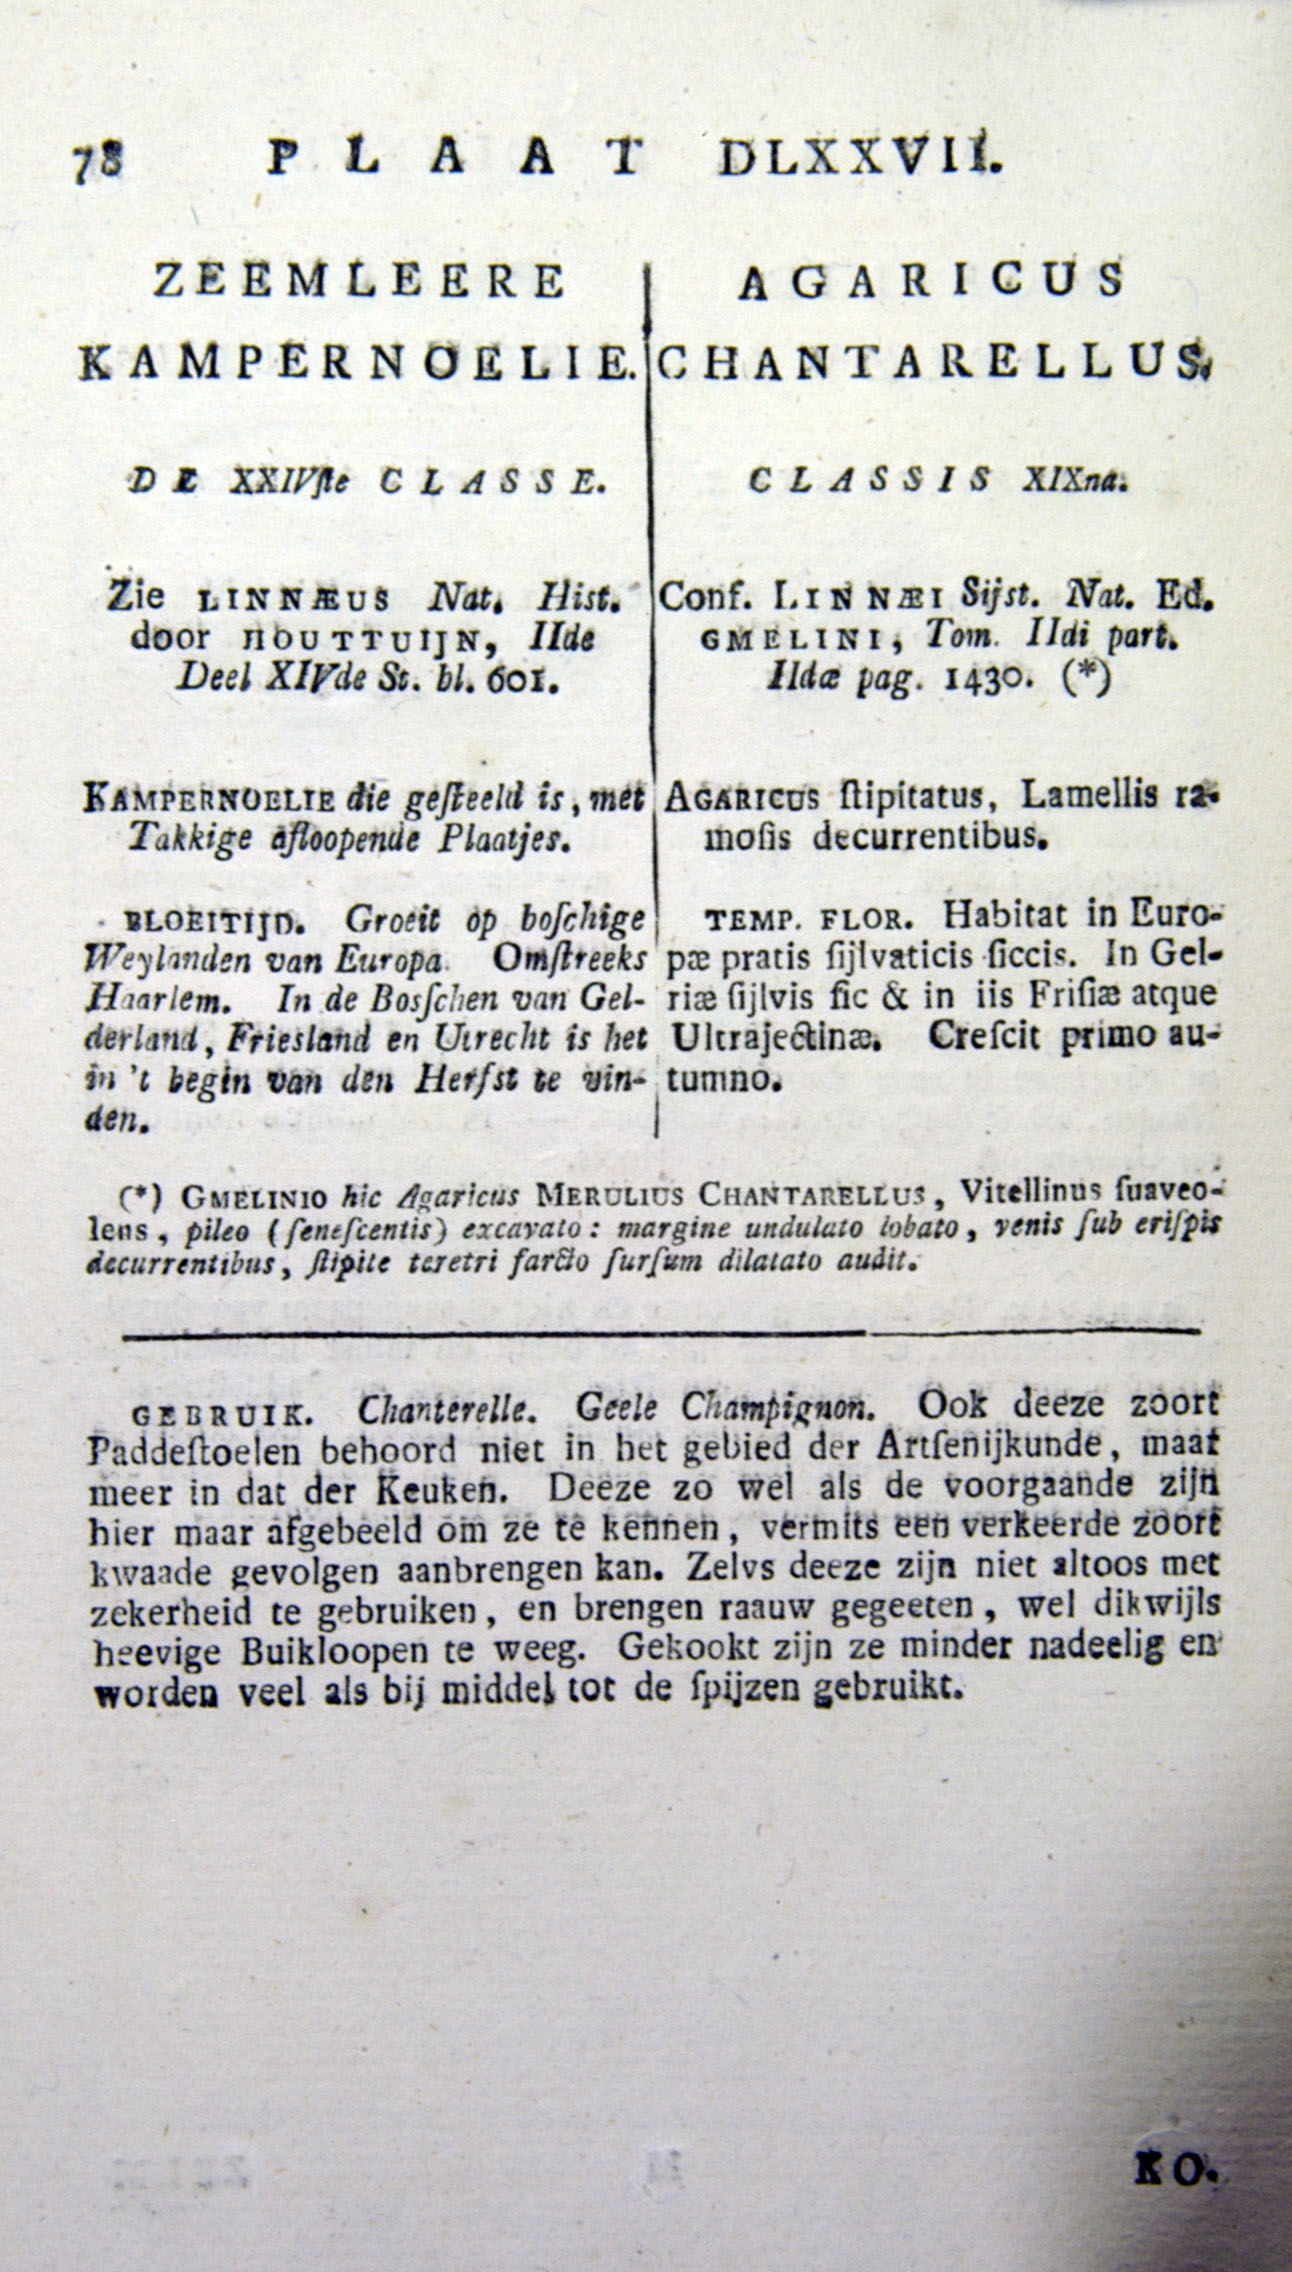 78 PLAAT DLXXVII.
ZEEMLEERE
KAMPERNOELIE.
DE XXIVſte CLASSE.
Zie LINNÆUS Nat. Hist.
door HOUTTUIJN, IIde
Deel XIVde St. bl. 601.
KAMPERNOELIE die geſteeld is, met
Takkige afloopende Plaatjes.
BLOEITIJD. Groeit op boſchige
Weylanden van Europa. Omſtreeks
Haarlem. In de Bosſchen van Gel-
derland, Friesland en Utrecht is het
in 't begin van den Herfst te vin-
den.
AGARICUS
CHANTARELLUS.
CLASSIS XIXna.
Conf. LINNÆI Sijst. Nat. Ed.
GMELINI, Tom. IIdi part.
IIdæ pag. 1430. (*)
AGARICUS ſtipitatus, Lamellis ra-
moſis decurrentibus.
TEMP. FLOR. Habitat in Euro-
pæ pratis ſijlvaticis ſiccis. In Gel-
riæ ſijlvis ſic & in iis Friſiæ atque
Ultrajectinæ. Creſcit primo au-
tumno.
(*) GMELINIO hic Agaricus MERULIUS CHANTARELLUS, Vitellinus ſuaveo-
lens, pileo (ſeneſcentis) excavato: margine undulato lobato, venis ſub eriſpis
decurrentibus, ſtipite teretri farcto ſurſum dilatato audit.
GEBRUIK. Chanterelle. Geele Champignon. Ook deeze zoort
Paddeſtoelen behoord niet in het gebied der Artſenijkunde, maar
meer in dat der Keuken. Deeze zo wel als de voorgaande zijn
hier maar afgebeeld om ze te kennen, vermits een verkeerde zoort
kwaade gevolgen aanbrengen kan. Zelvs deeze zijn niet altoos met
zekerheid te gebruiken, en brengen raauw gegeeten, wel dikwijls
heevige Buikloopen te weeg. Gekookt zijn ze minder nadeelig en
worden veel als bij middel tot de ſpijzen gebruikt.
KO.